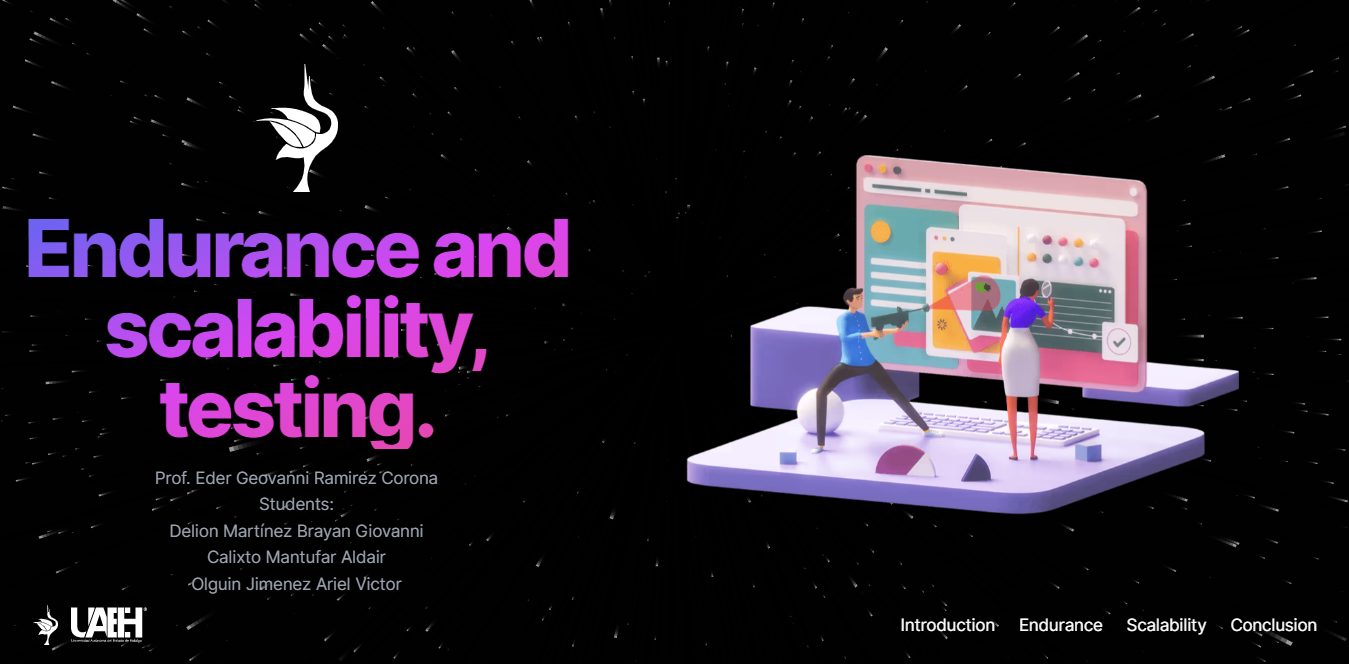 Endurance and
scalability,
testing.
Prof. Eder Geovanni Ramirez Corona
Students:
Delion Martínez Brayan Giovanni
Calixto Mantufar Aldair
Olguin Jimenez Ariel Victor
UAEH
Universidad Autónoma del Estado de Hidalgo
Introduction Endurance Scalability Conclusion